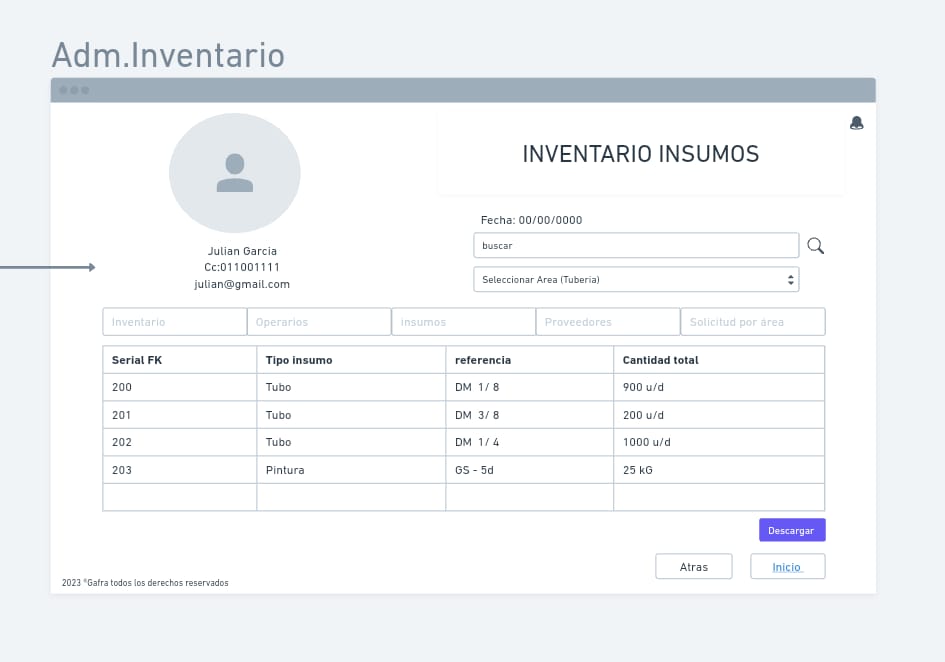 Adm.Inventario
INVENTARIO INSUMOS
Julian Garcia
Cc:011001111
julian@gmail.com
Fecha: 00/00/0000
buscar
Seleccionar Area (Tuberia)
Inventario Operarios Insumos Proveedores Solicitud por área
Serial FK Tipo insumo referencia Cantidad total
200 Tubo DM 1/ 8 900 u/d
201 Tubo DM 3/ 8 200 u/d
202 Tubo DM 1/ 4 1000 u/d
203 Pintura GS - 5d 25 kG
Descargar
Atras Inicio
2023 °Gafra todos los derechos reservados